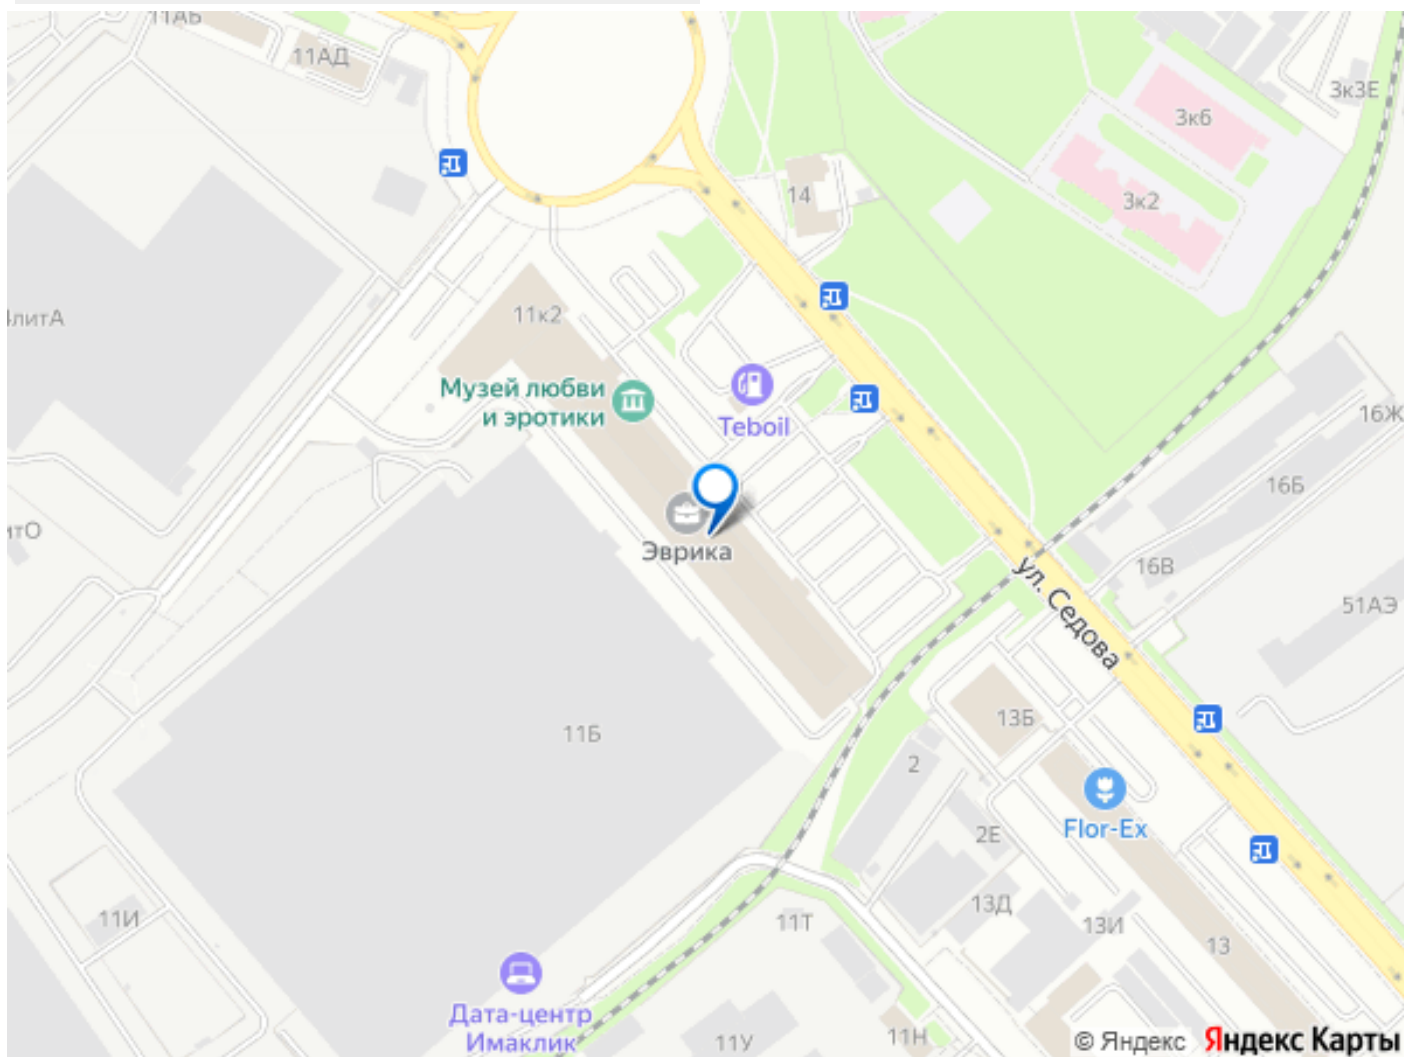 11АБ
11АД
3к3Е
3к6
3к2
14
11к2
Музей любви
и эротики
Teboil
16Ж
16Б
16В
51АЭ
Эврика
ул. Седова
11Б
13Б
2
Flor-Ex
2Е
13Д
13И
13
11И
11Т
Дата-центр
Имаклик
11У
11Н
© Яндекс Яндекс Карты